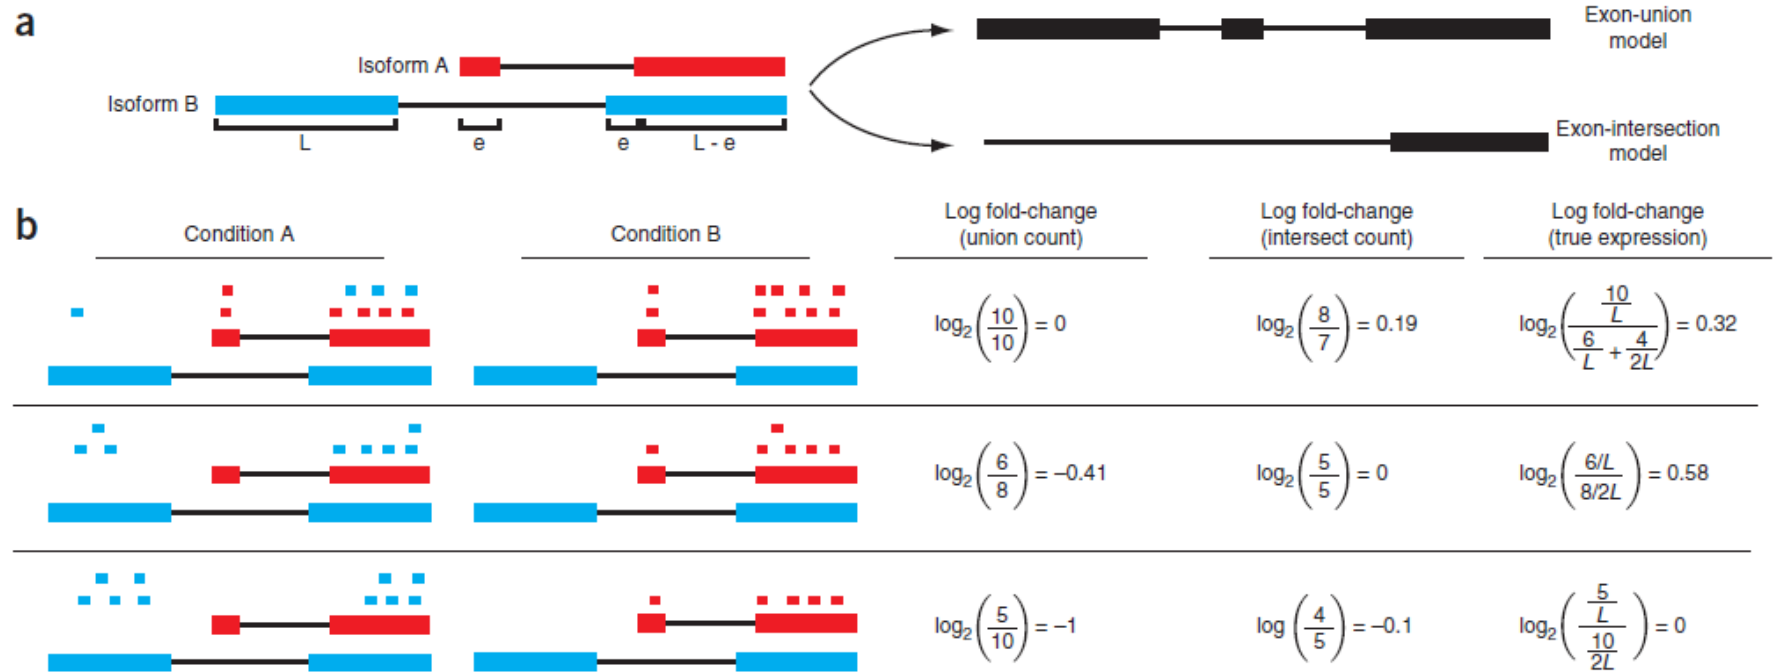 a
Isoform A
Isoform B
L
e
e
L - e
Exon-union
model
Exon-intersection
model
b
Condition A
Condition B
Log fold-change
(union count)
Log fold-change
(intersect count)
Log fold-change
(true expression)
log2(10/10) = 0
log2(8/7) = 0.19
log2((10/L)/(6/L + 4/2L)) = 0.32
log2(6/8) = –0.41
log2(5/5) = 0
log2((6/L)/(8/2L)) = 0.58
log2(5/10) = –1
log(4/5) = –0.1
log2((5/L)/(10/2L)) = 0